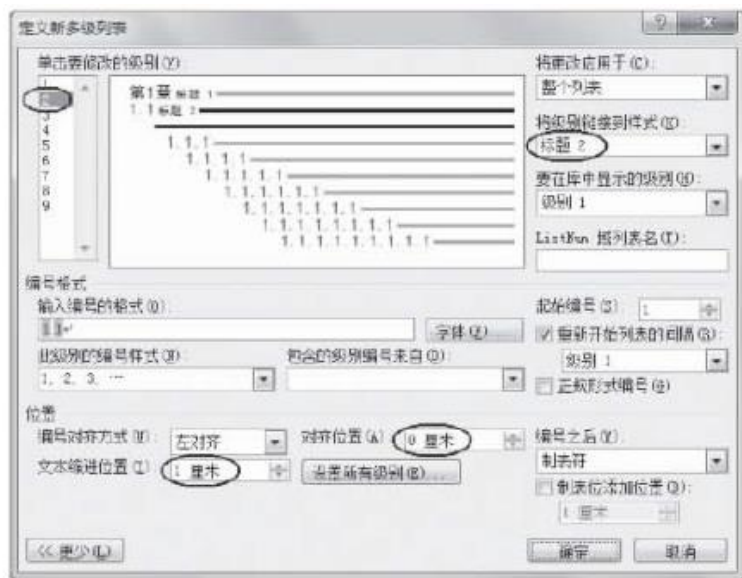 定义新多级列表
单击要修改的级别(Y):
1
2
3
4
5
6
7
8
9
第1章 标题 1
1.1 标题 2
1.1.1
1.1.1.1
1.1.1.1.1
1.1.1.1.1.1
1.1.1.1.1.1.1
1.1.1.1.1.1.1.1
1.1.1.1.1.1.1.1.1
将更改应用于(C):
整个列表
将级别链接到样式(K):
标题 2
要在库中显示的级别(H):
级别 1
ListNum 域列表名(T):
编号格式
输入编号的格式(O):
1.1
字体(F)...
起始编号(S): 1
重新开始列表的间隔(R):
级别 1
此级别的编号样式(N):
1, 2, 3, …
包含的级别编号来自(D):
正规形式编号(G)
位置
编号对齐方式(U): 左对齐
对齐位置(A): 0 厘米
编号之后(W):
制表符
文本缩进位置(I): 1 厘米
设置所有级别(E)...
制表位添加位置(D):
1 厘米
<< 更少(L)
确定
取消